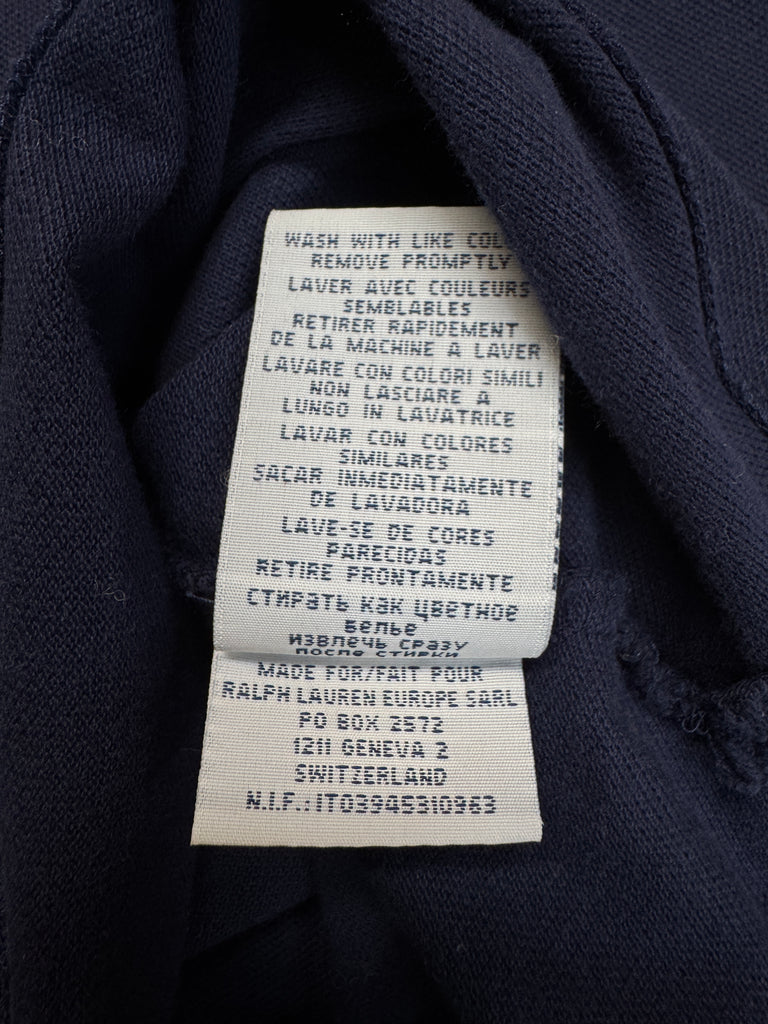 WASH WITH LIKE
REMOVE PROMPTLY
LAVER AVEC COULEURS
SEMBLABLES
RETIRER RAPIDEMENT
DE LA MACHINE A LAVER
LAVARE CON COLORI SIMILI
NON LASCIARE A
LUNGO IN LAVATRICE
LAVAR CON COLORES
SIMILARES
SACAR INMEDIATAMENTE
DE LAVADORA
LAVE-SE DE CORES
PARECIDAS
RETIRE PRONTAMENTE
СТИРАТЬ КАК ЦВЕТНОЕ
БЕЛЬЕ
ИЗВЛЕЧЬ СРАЗУ
ПОСЛЕ СТИРКИ
MADE FOR/FAIT POUR
RALPH LAUREN EUROPE SARL
PO BOX 2572
1211 GENEVA 2
SWITZERLAND
N.I.F.:IT03945310963